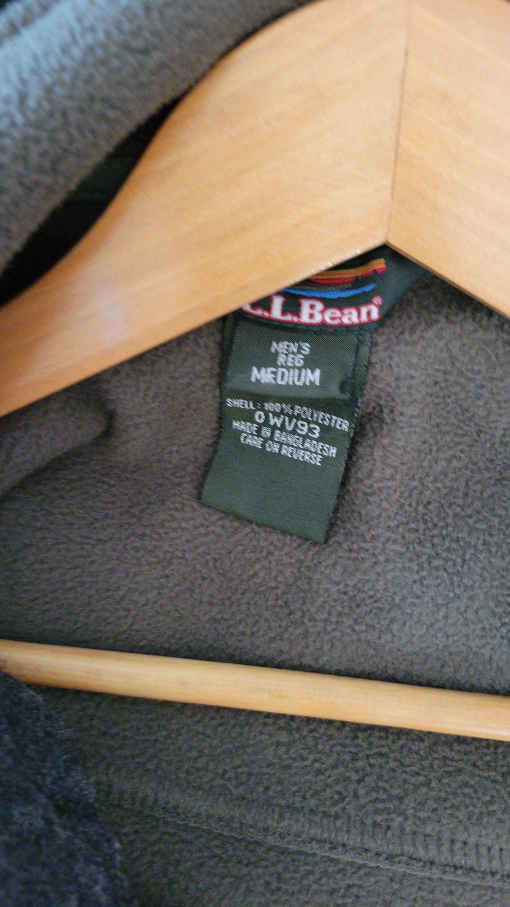 L.L.Bean®
MEN'S
REG
MEDIUM
SHELL: 100% POLYESTER
0 WV93
MADE IN BANGLADESH
CARE ON REVERSE